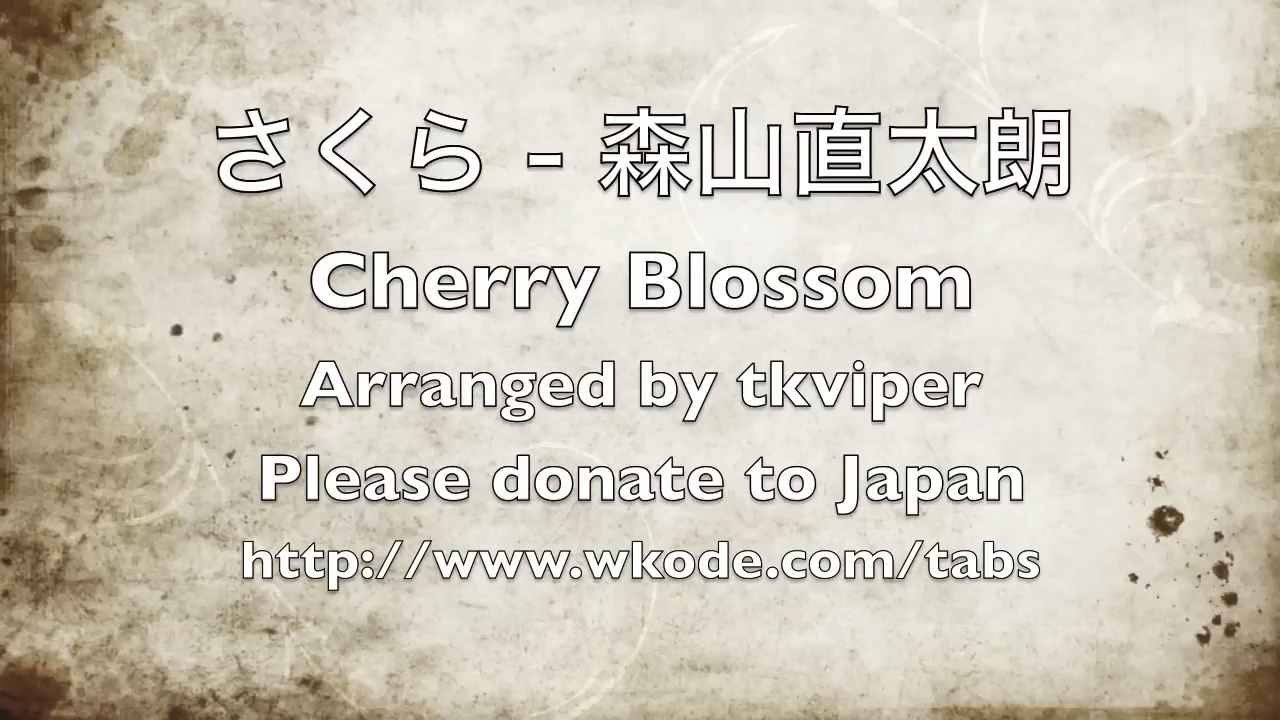 さくら - 森山直太朗
Cherry Blossom
Arranged by tkviper
Please donate to Japan
http://www.wkode.com/tabs